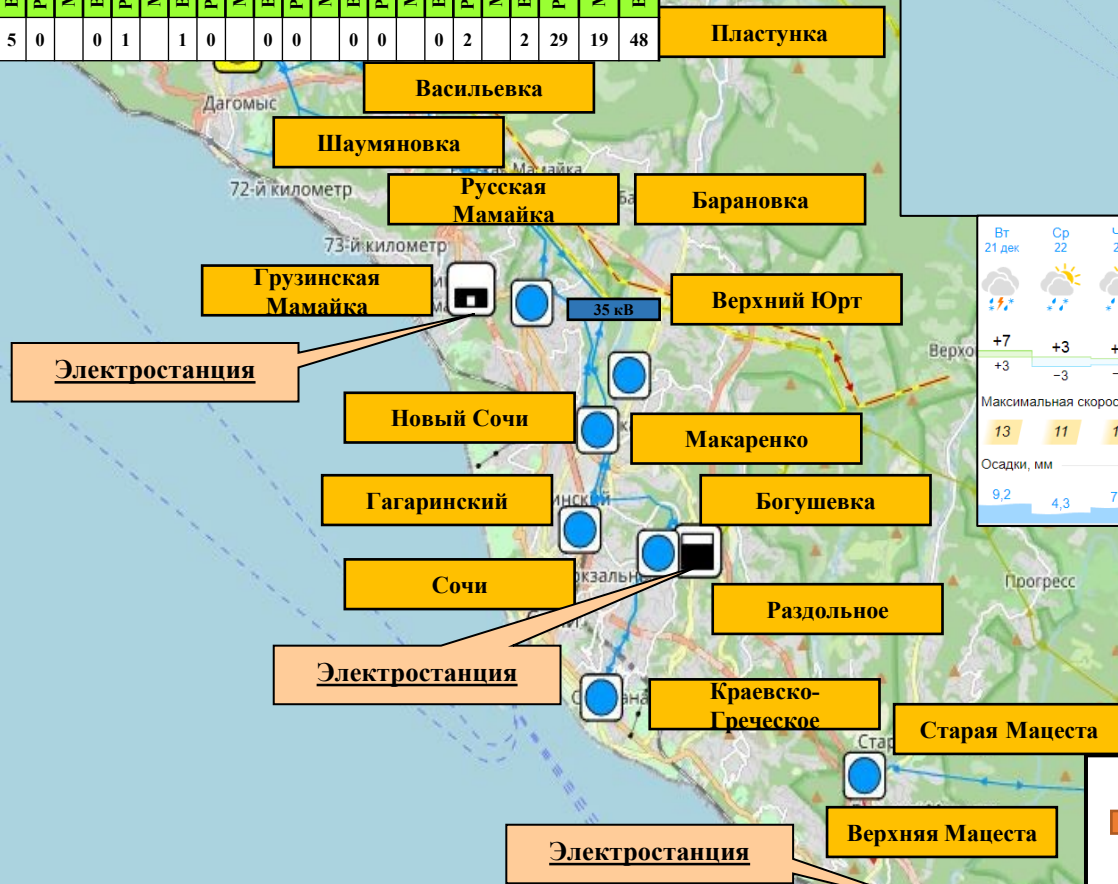 5 0 0 1 1 0 0 0 0 0 0 2 2 29 19 48
Пластунка
Васильевка
Дагомыс
Шаумяновка
72-й километр
Русская
Мамайка
Барановка
73-й километр
Грузинская
Мамайка
35 кВ
Верхний Юрт
Электростанция
Новый Сочи
Макаренко
Гагаринский
Богушевка
Сочи
Раздольное
Прогресс
Электростанция
Краевско-
Греческое
Старая Мацеста
Верхняя Мацеста
Электростанция
Вт Ср
21 дек 22
+7 +3
+3 −3
Максимальная
13 11
Осадки, мм
9,2 4,3